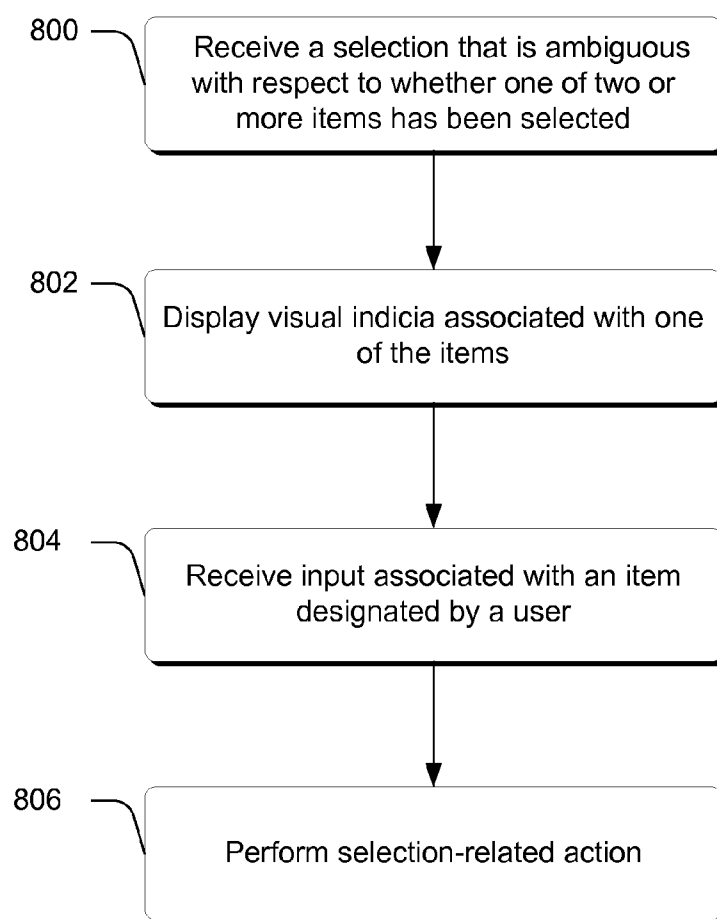 800
Receive a selection that is ambiguous
with respect to whether one of two or
more items has been selected
802
Display visual indicia associated with one
of the items
804
Receive input associated with an item
designated by a user
806
Perform selection-related action